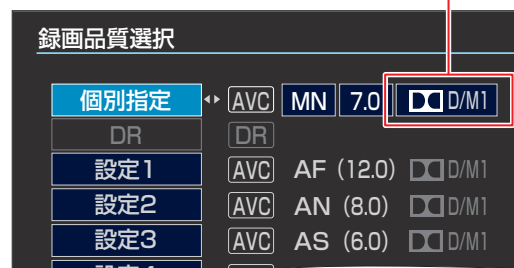 録画品質選択
個別指定 AVC MN 7.0 D/M1
DR DR
設定1 AVC AF (12.0) D/M1
設定2 AVC AN (8.0) D/M1
設定3 AVC AS (6.0) D/M1